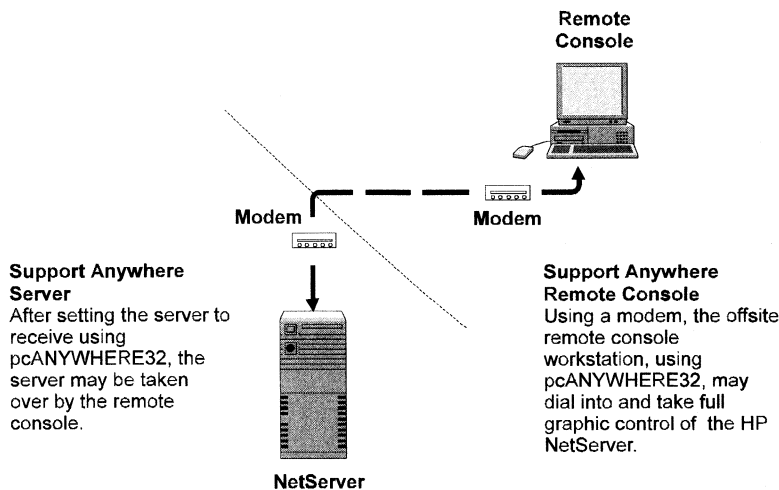 Remote
Console
Modem
Modem
Support Anywhere
Server
After setting the server to
receive using
pcANYWHERE32, the
server may be taken
over by the remote
console.
Support Anywhere
Remote Console
Using a modem, the offsite
remote console
workstation, using
pcANYWHERE32, may
dial into and take full
graphic control of the HP
NetServer.
NetServer